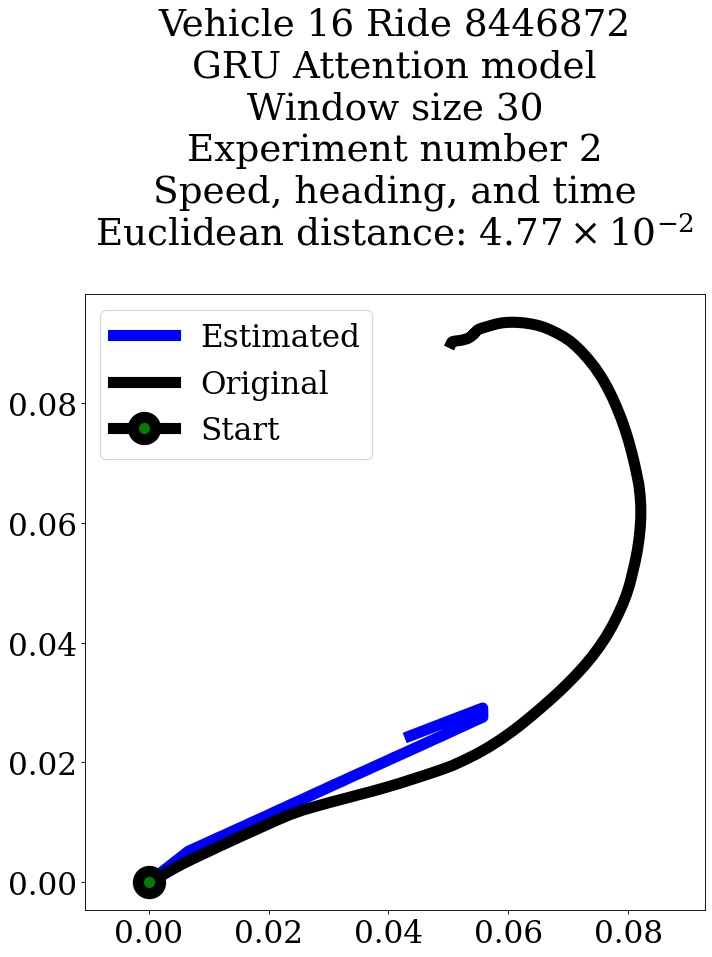 Vehicle 16 Ride 8446872
GRU Attention model
Window size 30
Experiment number 2
Speed, heading, and time
Euclidean distance: 4.77 × 10⁻²
Estimated
Original
Start
0.08
0.06
0.04
0.02
0.00
0.00 0.02 0.04 0.06 0.08